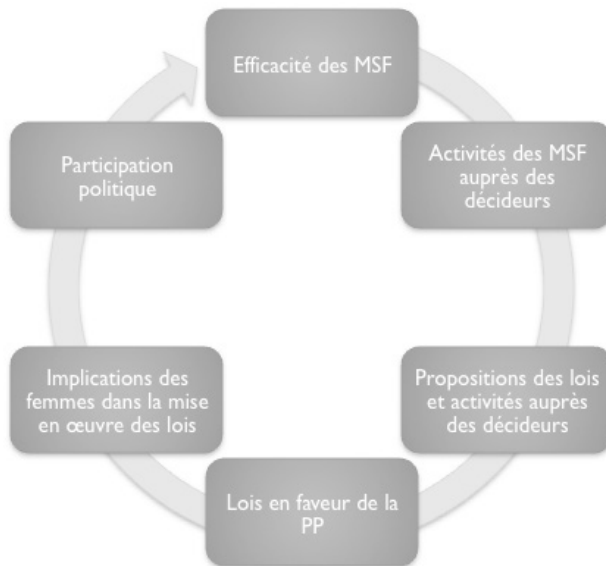 Efficacité des MSF
Activités des MSF
auprès des
décideurs
Propositions des lois
et activités auprès
des décideurs
Lois en faveur de la
PP
Implications des
femmes dans la mise
en œuvre des lois
Participation
politique